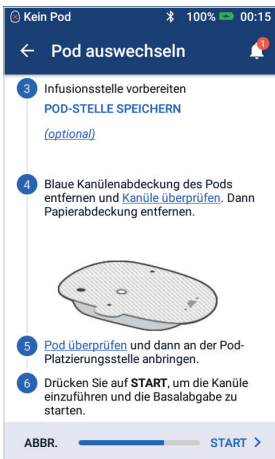 Kein Pod 100% 00:15
Pod auswechseln 1
3 Infusionsstelle vorbereiten
POD-STELLE SPEICHERN
(optional)
4 Blaue Kanülenabdeckung des Pods
entfernen und Kanüle überprüfen. Dann
Papierabdeckung entfernen.
5 Pod überprüfen und dann an der Pod-
Platzierungsstelle anbringen.
6 Drücken Sie auf START, um die Kanüle
einzuführen und die Basalabgabe zu
starten.
ABBR. START